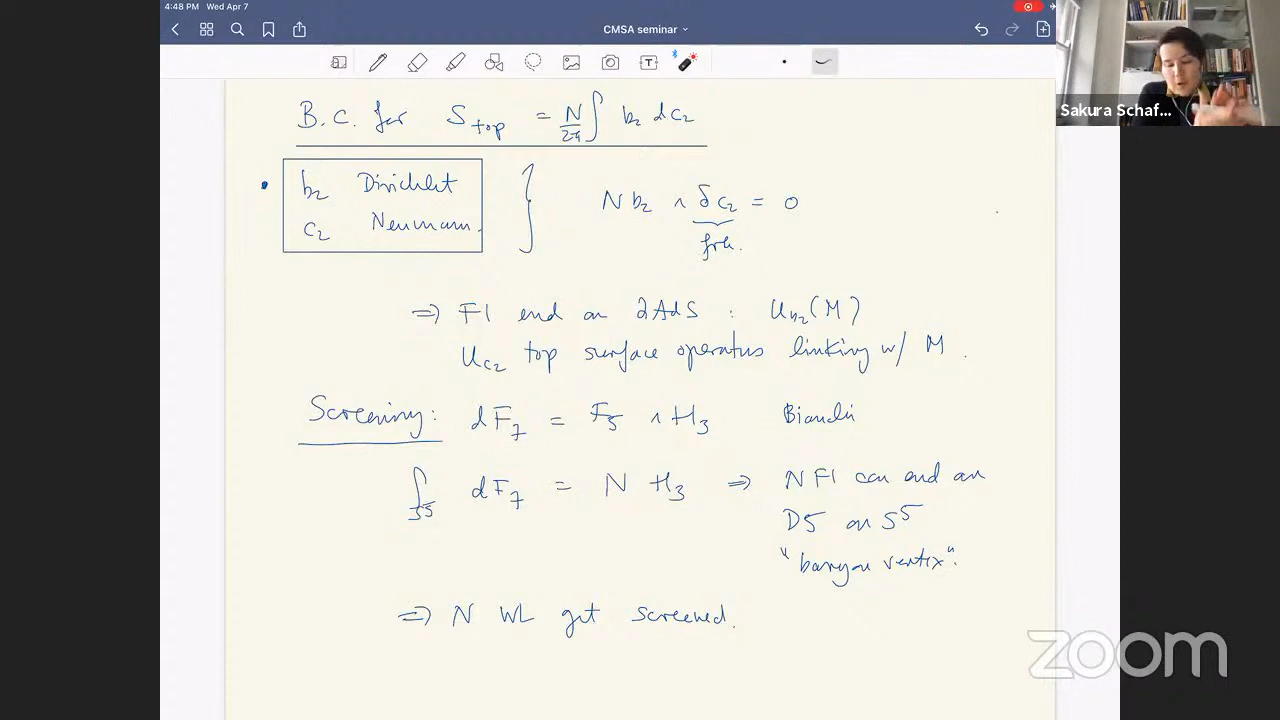 4:48 PM Wed Apr 7
CMSA seminar
Sakura Schaf...
B.C. for S_top = N/2π ∫ b₂ dc₂
• b₂ Dirichlet
c₂ Neumann.
N b₂ ∧ δc₂ = 0
free.
⇒ F1 end on ∂AdS : U_b₂(M)
U_c₂ top surface operators linking w/ M.
Screening: dF₇ = F₅ ∧ H₃ Bianchi
∫_S⁵ dF₇ = N H₃ ⇒ N F1 can end on
D5 on S⁵
"baryon vertex".
⇒ N WL get screened.
zoom